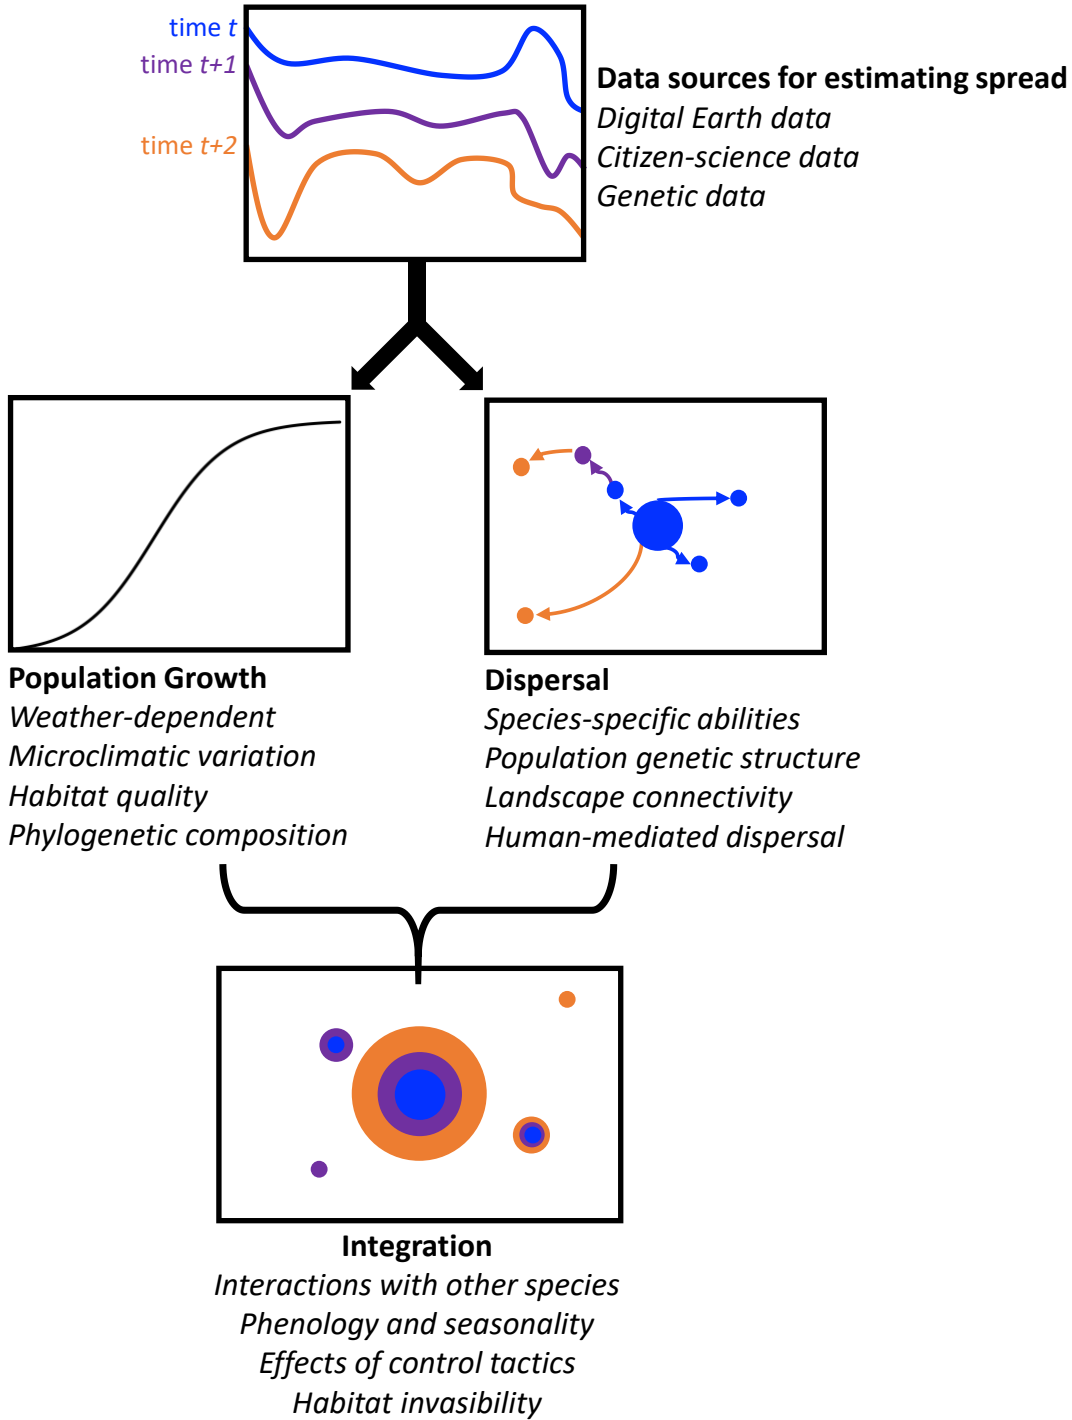 time t
time t+1
time t+2
Data sources for estimating spread
Digital Earth data
Citizen-science data
Genetic data
Population Growth
Weather-dependent
Microclimatic variation
Habitat quality
Phylogenetic composition
Dispersal
Species-specific abilities
Population genetic structure
Landscape connectivity
Human-mediated dispersal
Integration
Interactions with other species
Phenology and seasonality
Effects of control tactics
Habitat invasibility